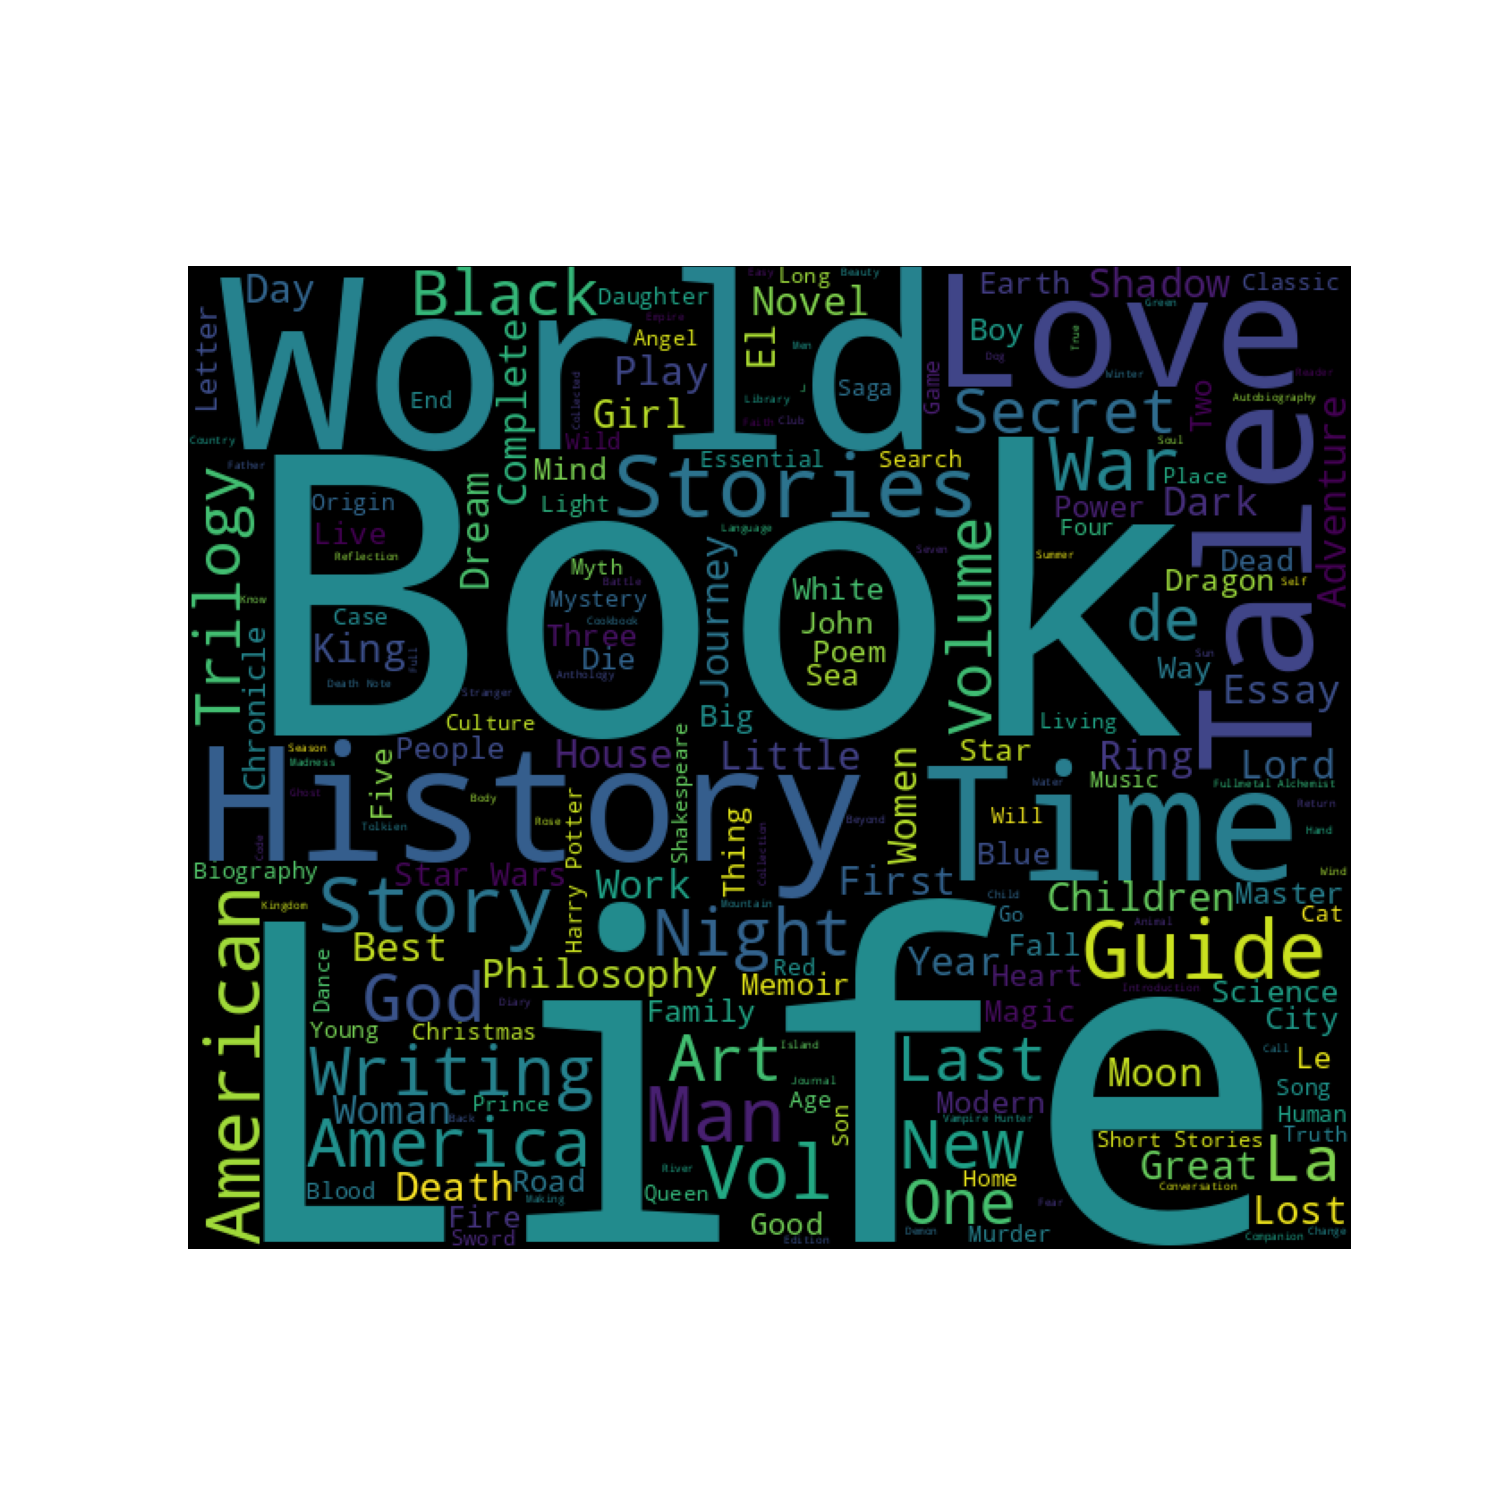 World
Book
Life
History
Time
Love
Tale
Stories
Story
Day
Letter
Black
Daughter
Complete
Easy
Long
Beauty
Novel
Empire
Angel
El
Men
Play
Girl
Wild
Collected
End
Library
J
Faith
Club
Saga
Game
Earth
Shadow
Classic
Green
Boy
True
Dog
Winter
Reader
Autobiography
Two
Secret
Adventure
Country
Father
Trilogy
Origin
Live
Reflection
Dream
Mind
Light
Essential
Search
Language
Seven
War
Soul
Place
Power
Dark
Four
Summer
Dead
Dragon
Self
Know
Case
King
Full
Death Note
Chronicle
Myth
Battle
Mystery
Cookbook
Three
Die
Anthology
Stranger
Journey
White
John
Poem
Sea
Volume
de
Way
Sun
Essay
Living
Culture
Big
Season
Madness
Ghost
Five
People
Body
Tolkien
Code
House
Rose
Harry Potter
Shakespeare
Little
Thing
Collection
Beyond
Women
Star
Ring
Lord
Music
Water
Will
Blue
Fullmetal Alchemist
Return
Hand
Wind
Biography
Star Wars
Work
Mountain
First
Child
Go
Children
Master
Cat
Kingdom
American
Best
God
Dance
Night
Philosophy
Diary
Red
Memoir
Year
Fall
Heart
Animal
Guide
Introduction
Science
City
Magic
Young
Christmas
Family
Writing
Woman
Prince
Back
America
Art
Island
Journal
Age
Man
Son
Last
Modern
Vampire Hunter
Moon
Call
Le
Song
Human
Truth
Short Stories
New
Great
La
Conversation
Home
One
Lost
Blood
Death
Road
Making
River
Queen
Vol
Fire
Sword
Good
Edition
Demon
Murder
Fear
Companion
Change